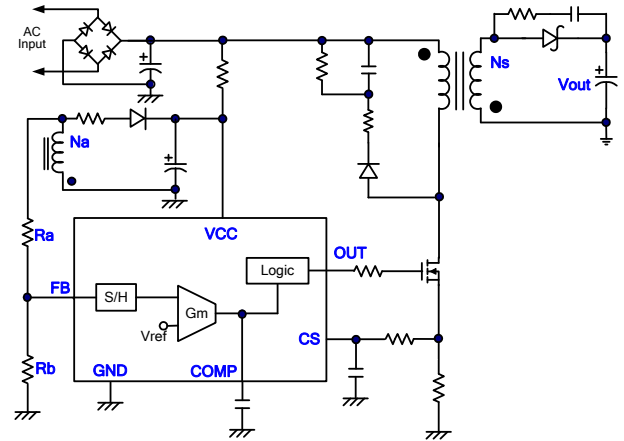 AC
Input
Ns
Vout
Na
Ra
VCC
OUT
Logic
FB
S/H
Gm
Vref
CS
Rb
GND
COMP